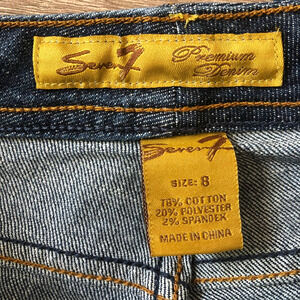 Seven7
Premium
Denim
Seven7
SIZE: 8
78% COTTON
20% POLYESTER
2% SPANDEX
MADE IN CHINA